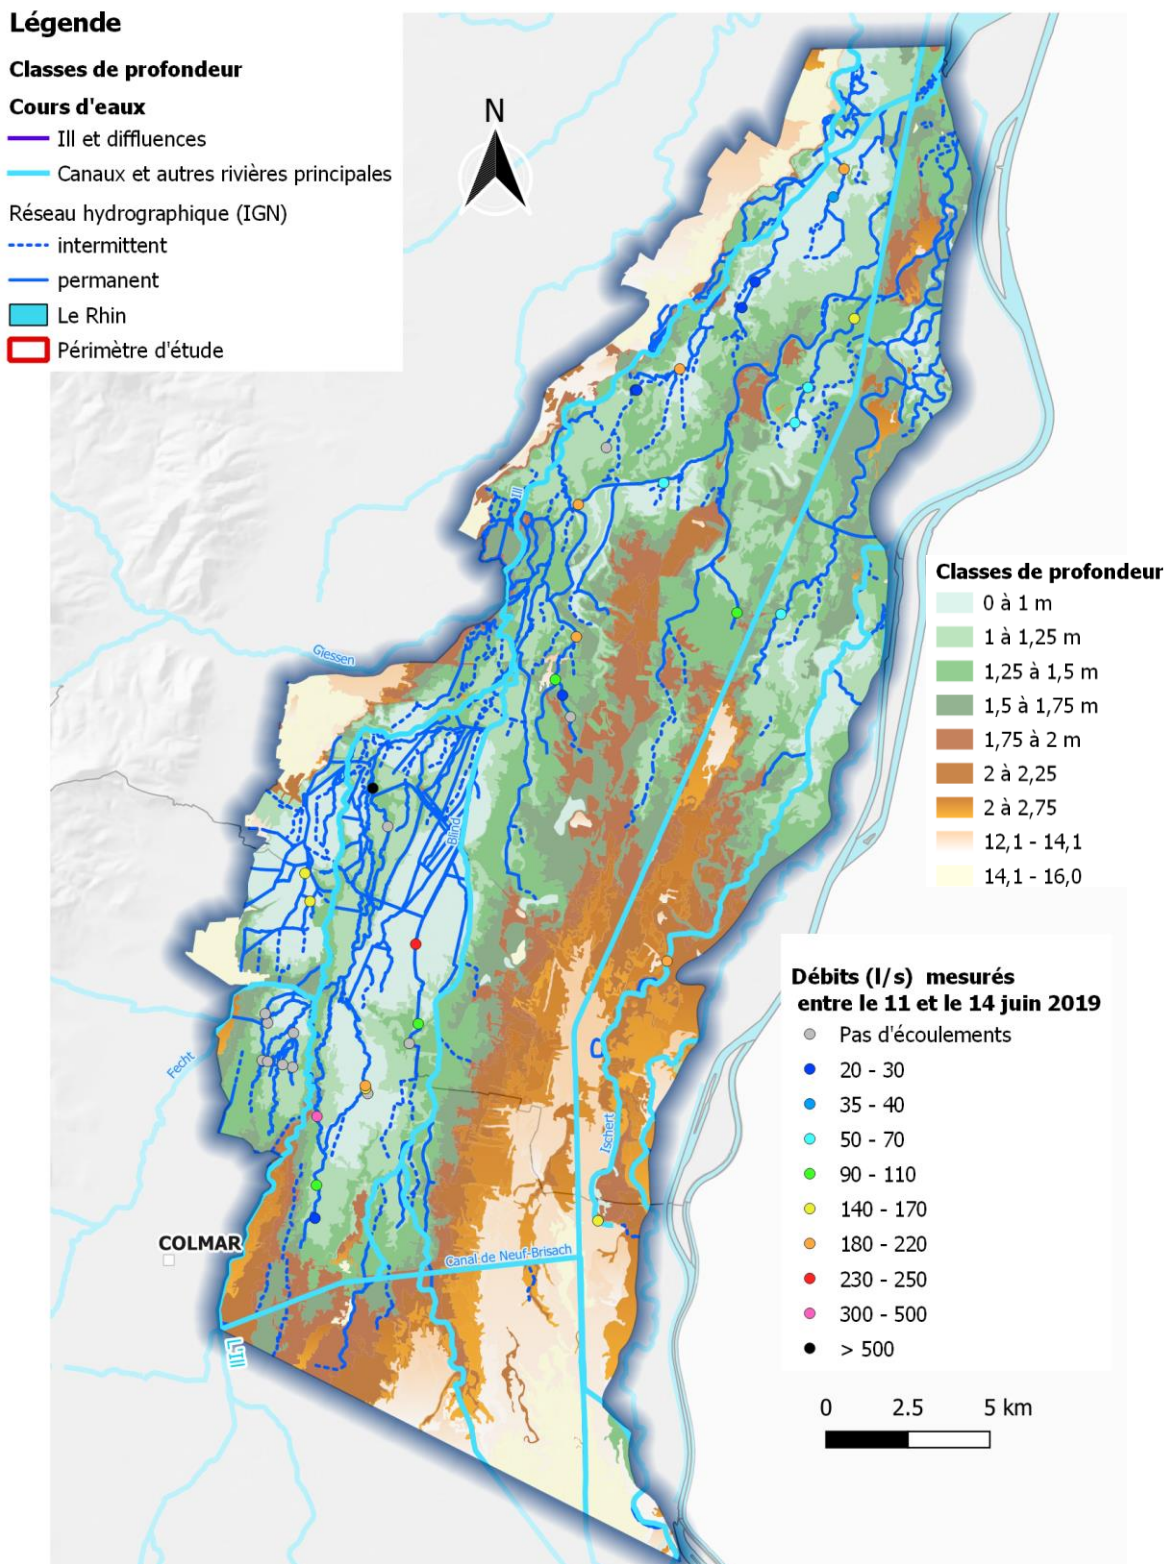 Légende
Classes de profondeur
Cours d'eaux
Ill et diffluences
Canaux et autres rivières principales
Réseau hydrographique (IGN)
intermittent
permanent
Le Rhin
Périmètre d'étude
N
Ill
Giessen
Blind
Fecht
Ischert
COLMAR
Canal de Neuf-Brisach
L'Ill
Classes de profondeur
0 à 1 m
1 à 1,25 m
1,25 à 1,5 m
1,5 à 1,75 m
1,75 à 2 m
2 à 2,25
2 à 2,75
12,1 - 14,1
14,1 - 16,0
Débits (l/s) mesurés
entre le 11 et le 14 juin 2019
Pas d'écoulements
20 - 30
35 - 40
50 - 70
90 - 110
140 - 170
180 - 220
230 - 250
300 - 500
> 500
0 2.5 5 km